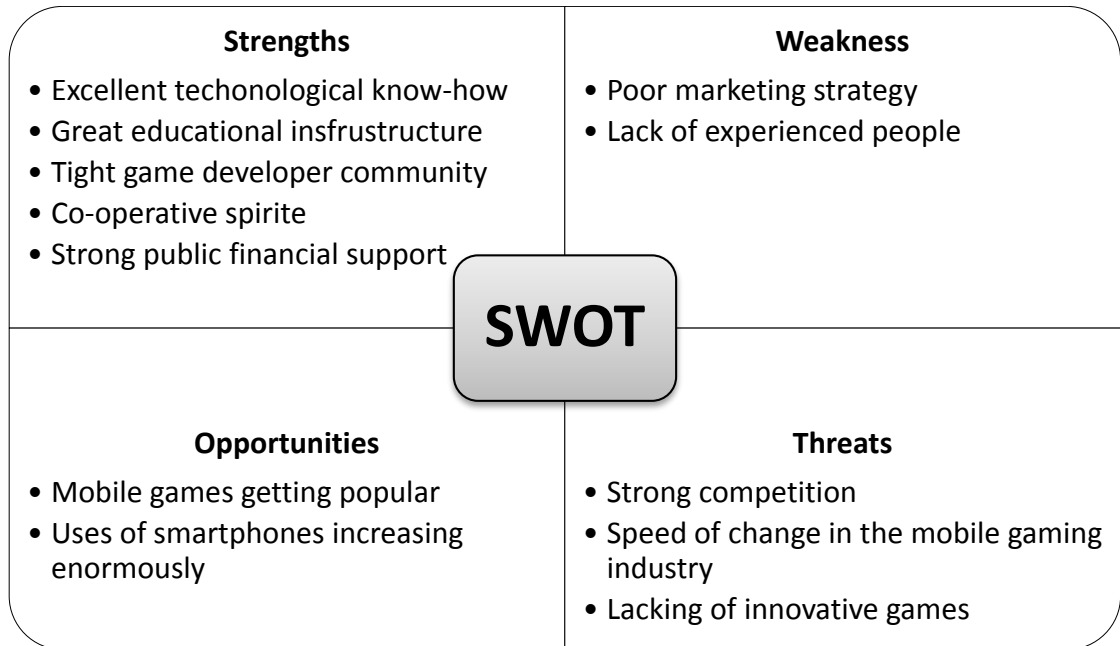 Strengths
• Excellent techonological know-how
• Great educational insfrustructure
• Tight game developer community
• Co-operative spirite
• Strong public financial support
Weakness
• Poor marketing strategy
• Lack of experienced people
SWOT
Opportunities
• Mobile games getting popular
• Uses of smartphones increasing
enormously
Threats
• Strong competition
• Speed of change in the mobile gaming
industry
• Lacking of innovative games